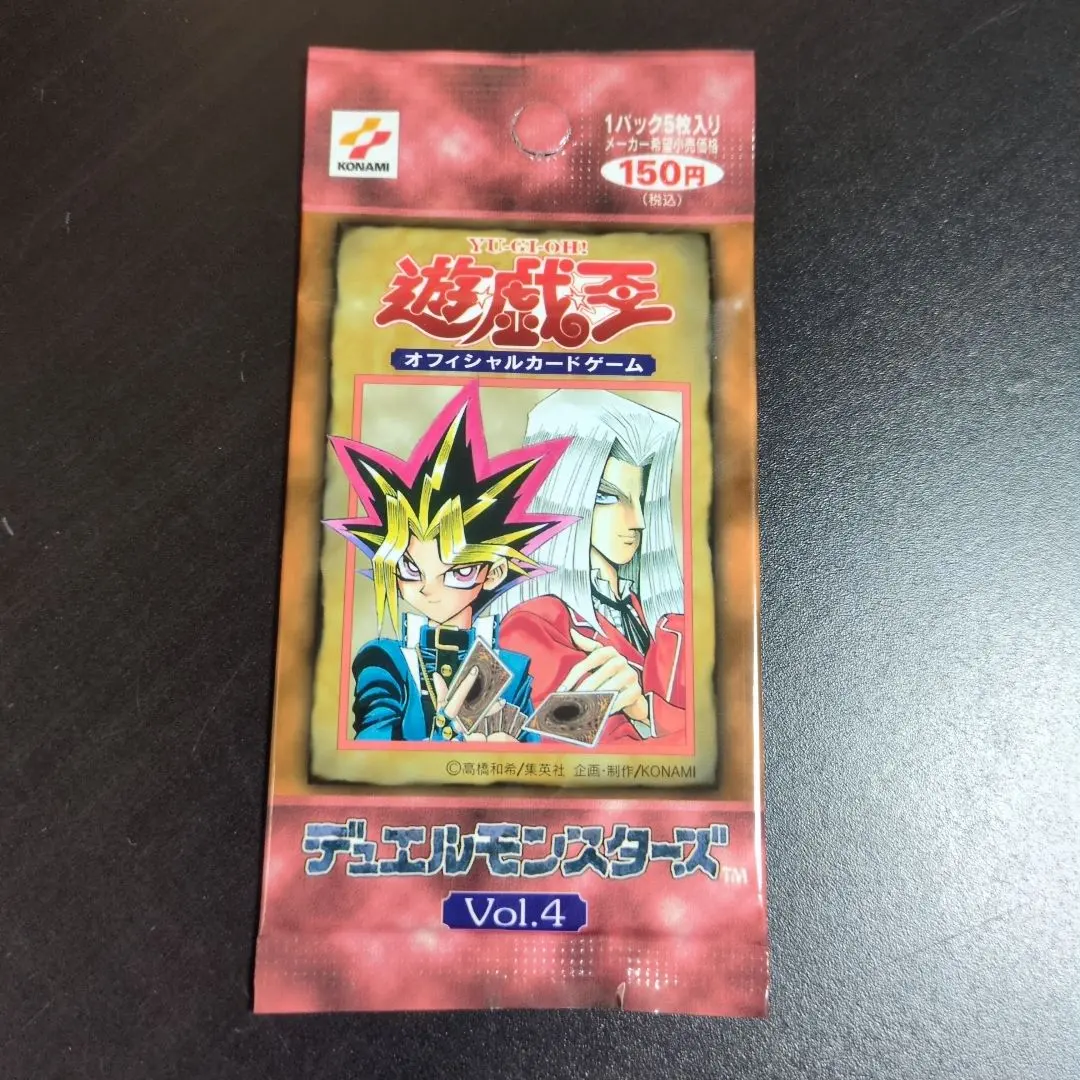 KONAMI
1パック5枚入り
メーカー希望小売価格
150円
(税込)
YU-GI-OH!
遊☆戯☆王
オフィシャルカードゲーム
©高橋和希/集英社 企画・制作/KONAMI
デュエルモンスターズ™
Vol.4